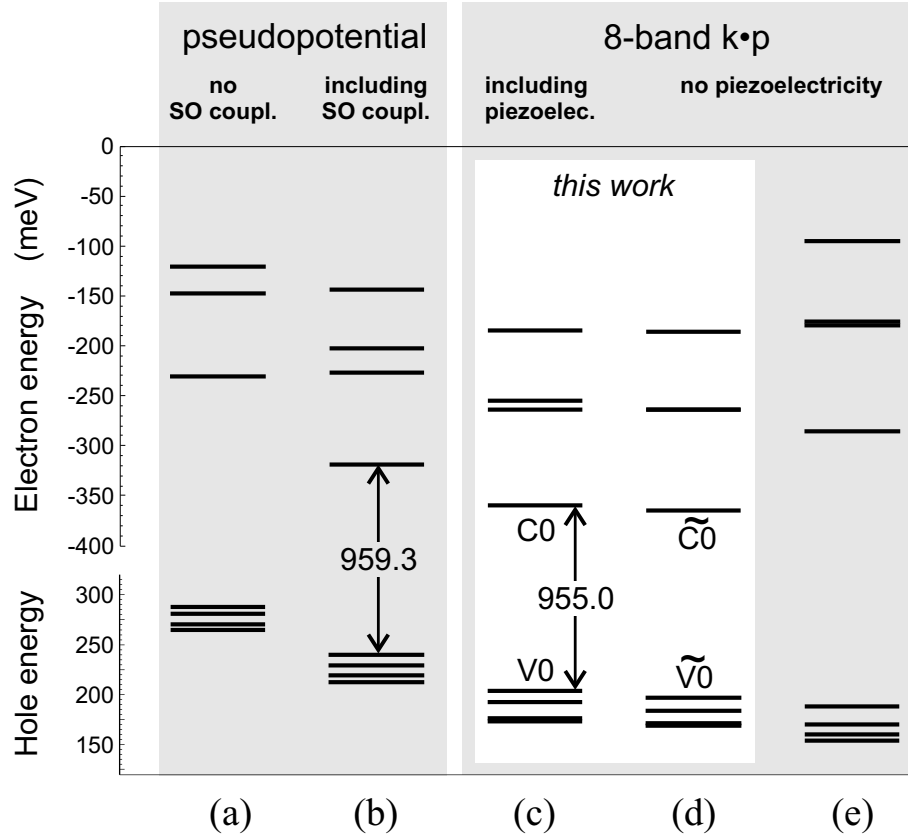 pseudopotential
8-band k•p
no
SO coupl.
including
SO coupl.
including
piezoelec.
no piezoelectricity
this work
Electron energy (meV)
0
-50
-100
-150
-200
-250
-300
-350
-400
Hole energy
300
250
200
150
959.3
C0
955.0
V0
C̃0
Ṽ0
(a)
(b)
(c)
(d)
(e)